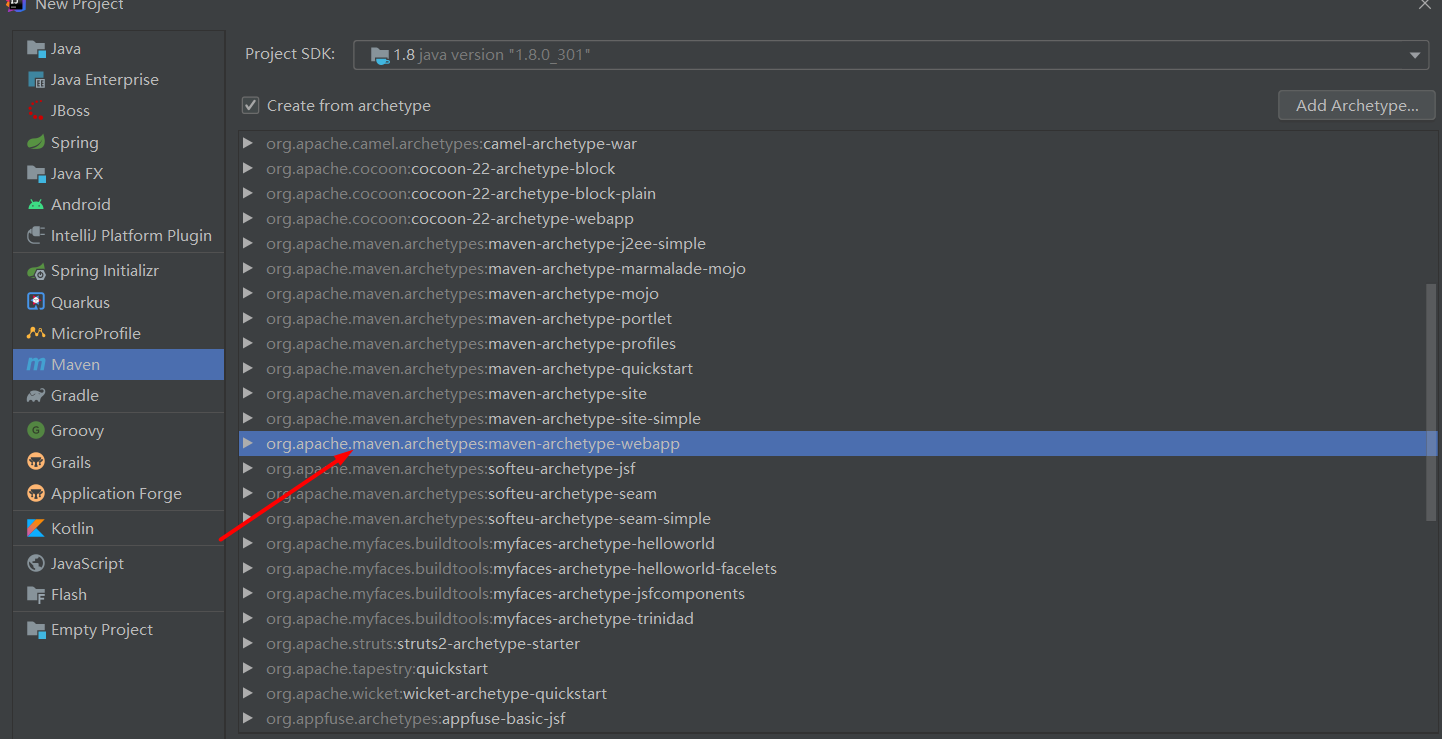 New Project
Java
Java Enterprise
JBoss
Spring
Java FX
Android
IntelliJ Platform Plugin
Spring Initializr
Quarkus
MicroProfile
Maven
Gradle
Groovy
Grails
Application Forge
Kotlin
JavaScript
Flash
Empty Project
Project SDK: 1.8 java version "1.8.0_301"
Create from archetype Add Archetype...
org.apache.camel.archetypes:camel-archetype-war
org.apache.cocoon:cocoon-22-archetype-block
org.apache.cocoon:cocoon-22-archetype-block-plain
org.apache.cocoon:cocoon-22-archetype-webapp
org.apache.maven.archetypes:maven-archetype-j2ee-simple
org.apache.maven.archetypes:maven-archetype-marmalade-mojo
org.apache.maven.archetypes:maven-archetype-mojo
org.apache.maven.archetypes:maven-archetype-portlet
org.apache.maven.archetypes:maven-archetype-profiles
org.apache.maven.archetypes:maven-archetype-quickstart
org.apache.maven.archetypes:maven-archetype-site
org.apache.maven.archetypes:maven-archetype-site-simple
org.apache.maven.archetypes:maven-archetype-webapp
org.apache.maven.archetypes:softeu-archetype-jsf
org.apache.maven.archetypes:softeu-archetype-seam
org.apache.maven.archetypes:softeu-archetype-seam-simple
org.apache.myfaces.buildtools:myfaces-archetype-helloworld
org.apache.myfaces.buildtools:myfaces-archetype-helloworld-facelets
org.apache.myfaces.buildtools:myfaces-archetype-jsfcomponents
org.apache.myfaces.buildtools:myfaces-archetype-trinidad
org.apache.struts:struts2-archetype-starter
org.apache.tapestry:quickstart
org.apache.wicket:wicket-archetype-quickstart
org.appfuse.archetypes:appfuse-basic-jsf